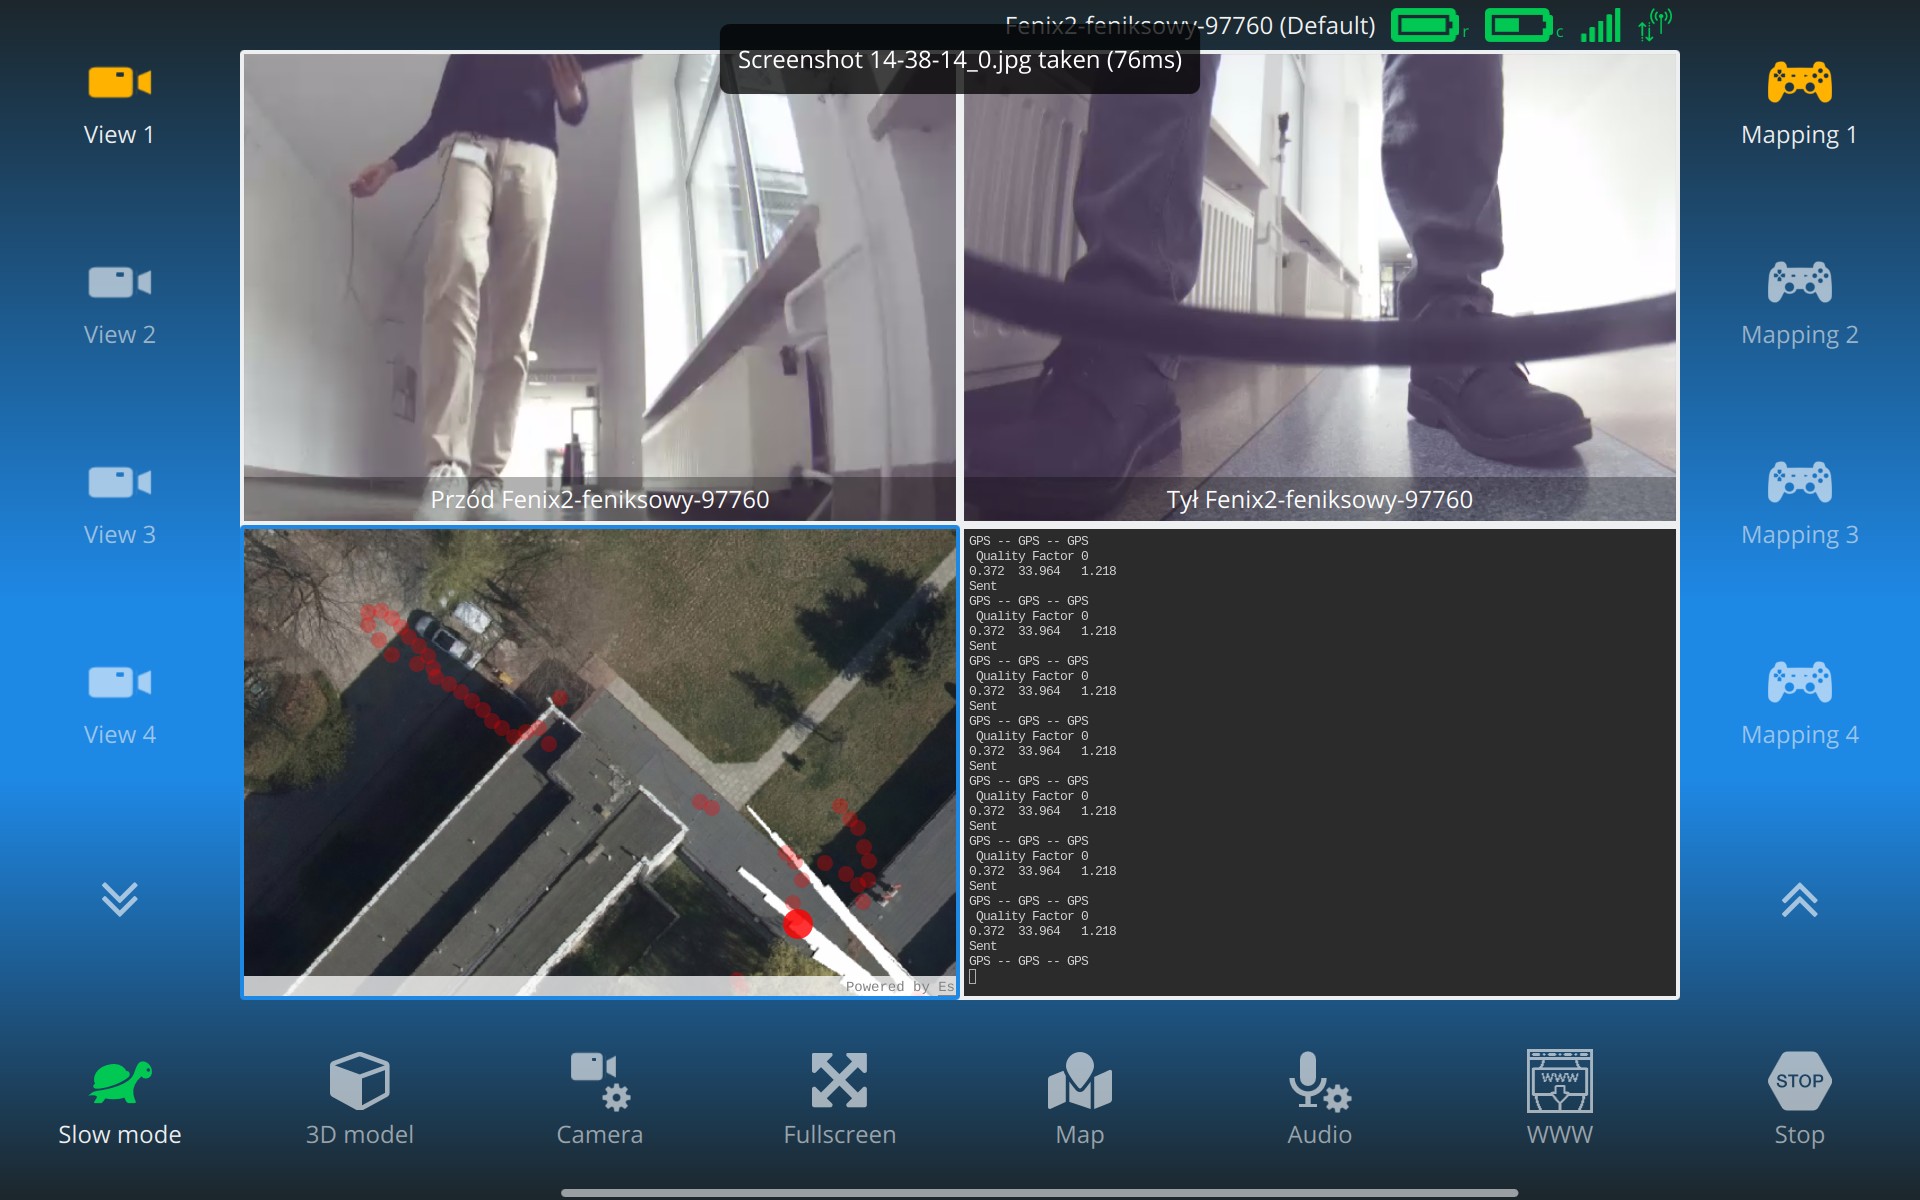 Fenix2-feniksowy-97760 (Default)
r
c
Screenshot 14-38-14_0.jpg taken (76ms)
View 1
View 2
View 3
View 4
Mapping 1
Mapping 2
Mapping 3
Mapping 4
Przód Fenix2-feniksowy-97760
Tył Fenix2-feniksowy-97760
Powered by Es
GPS -- GPS -- GPS
Quality Factor 0
0.372 33.964 1.218
Sent
GPS -- GPS -- GPS
Quality Factor 0
0.372 33.964 1.218
Sent
GPS -- GPS -- GPS
Quality Factor 0
0.372 33.964 1.218
Sent
GPS -- GPS -- GPS
Quality Factor 0
0.372 33.964 1.218
Sent
GPS -- GPS -- GPS
Quality Factor 0
0.372 33.964 1.218
Sent
GPS -- GPS -- GPS
Quality Factor 0
0.372 33.964 1.218
Sent
GPS -- GPS -- GPS
Quality Factor 0
0.372 33.964 1.218
Sent
GPS -- GPS -- GPS
Slow mode
3D model
Camera
Fullscreen
Map
Audio
WWW
WWW
STOP
Stop